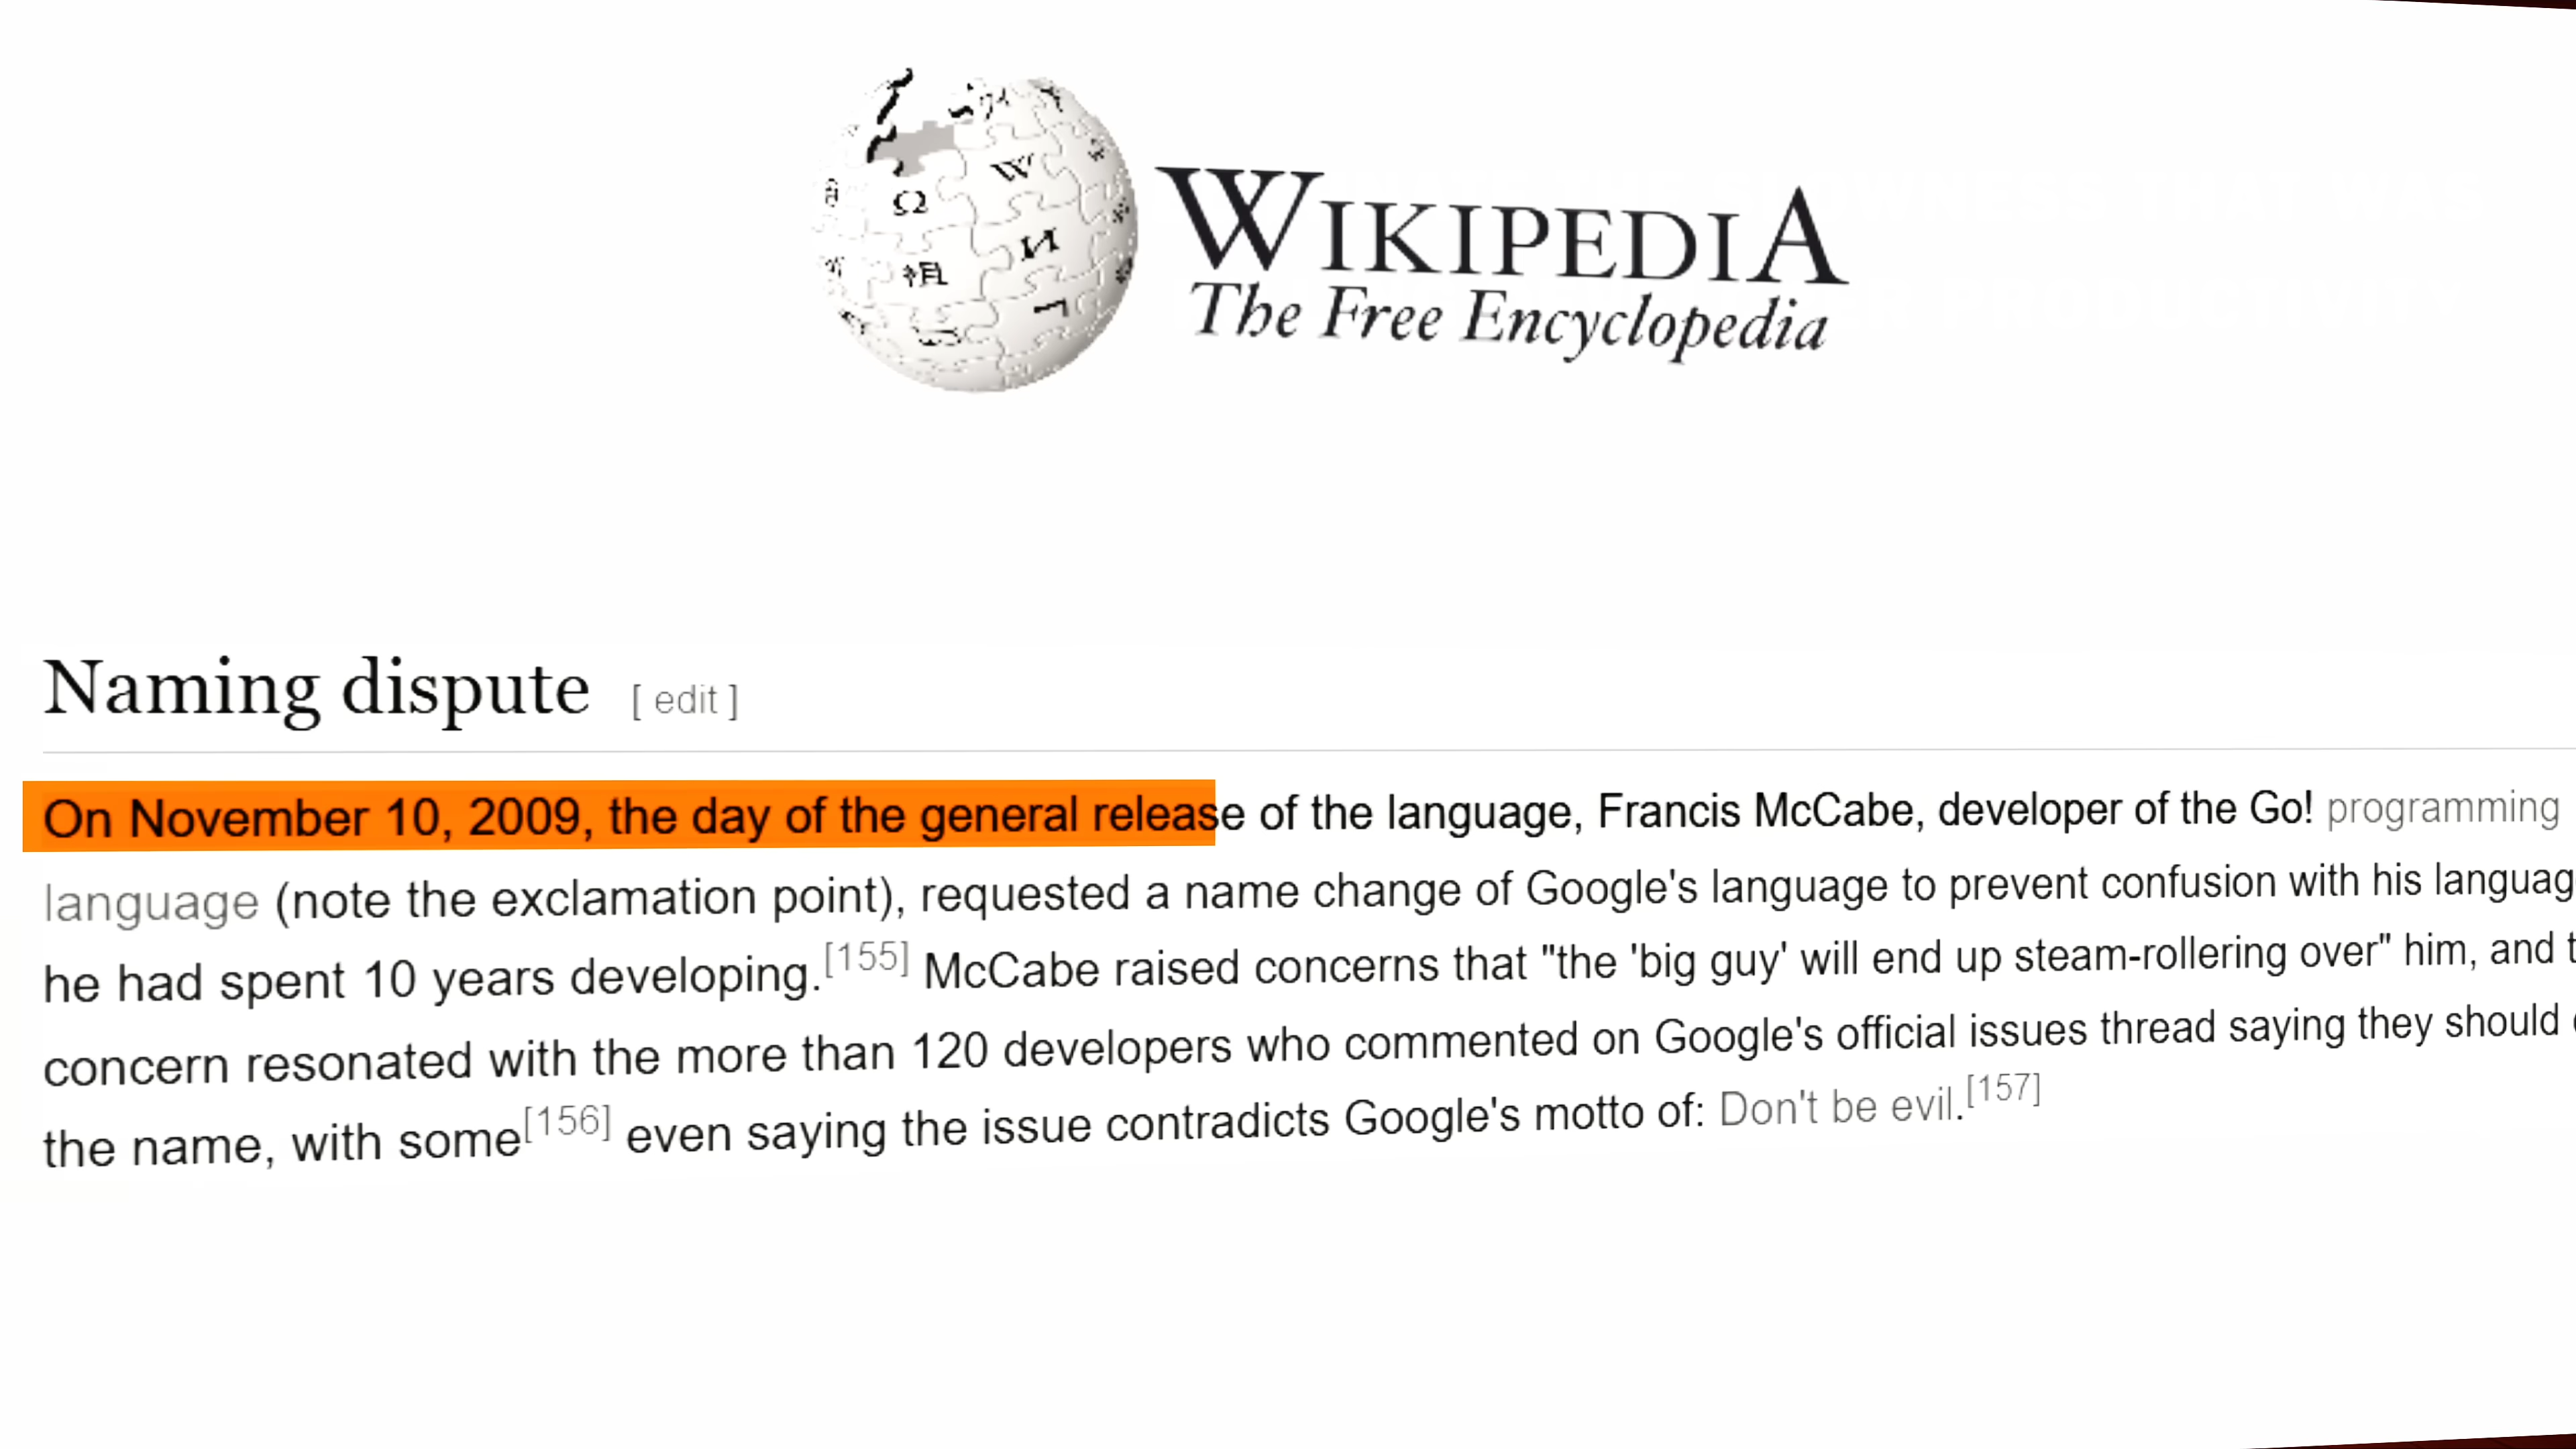 WIKIPEDIA
The Free Encyclopedia
Naming dispute [ edit ]
On November 10, 2009, the day of the general release of the language, Francis McCabe, developer of the Go! programming
language (note the exclamation point), requested a name change of Google's language to prevent confusion with his languag
he had spent 10 years developing.[155] McCabe raised concerns that "the 'big guy' will end up steam-rollering over" him, and t
concern resonated with the more than 120 developers who commented on Google's official issues thread saying they should
the name, with some[156] even saying the issue contradicts Google's motto of: Don't be evil.[157]